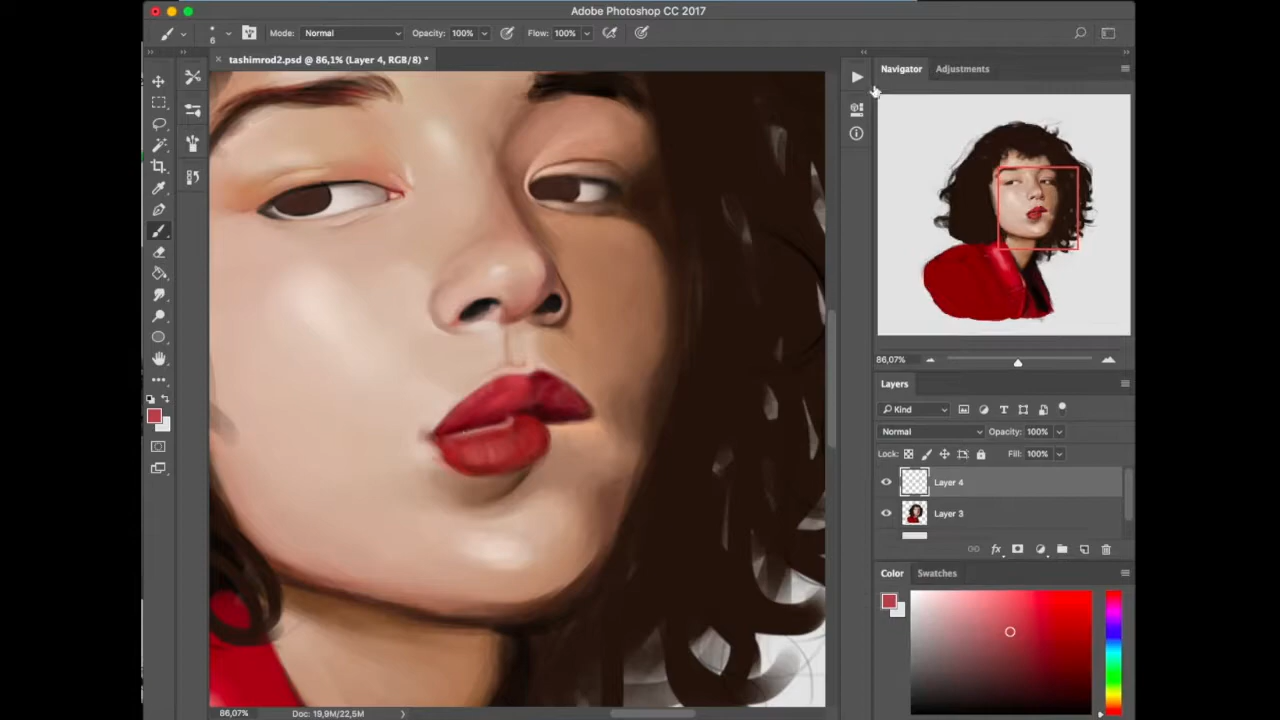 Adobe Photoshop CC 2017
6 Mode: Normal Opacity: 100% Flow: 100%
tashimrod2.psd @ 86,1% (Layer 4, RGB/8) *
Navigator Adjustments
86,07%
Layers
Kind
Normal Opacity: 100%
Lock: Fill: 100%
Layer 4
Layer 3
fx
Color Swatches
86,07% Doc: 19,9M/22,5M